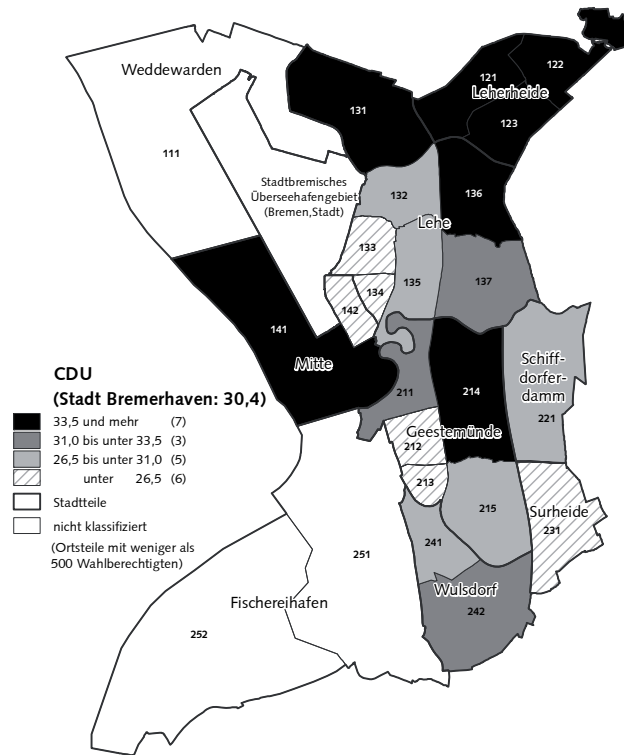 Weddewarden
122
121
Leherheide
131
123
111
Stadtbremisches
Überseehafengebiet
(Bremen,Stadt)
132
136
Lehe
133
135
137
134
142
141
Mitte
Schiff-
dorfer-
damm
211
214
221
Geestemünde
212
213
CDU
(Stadt Bremerhaven: 30,4)
33,5 und mehr (7)
31,0 bis unter 33,5 (3)
26,5 bis unter 31,0 (5)
unter 26,5 (6)
Stadtteile
nicht klassifiziert
(Ortsteile mit weniger als
500 Wahlberechtigten)
215
Surheide
231
241
251
Wulsdorf
242
Fischereihafen
252